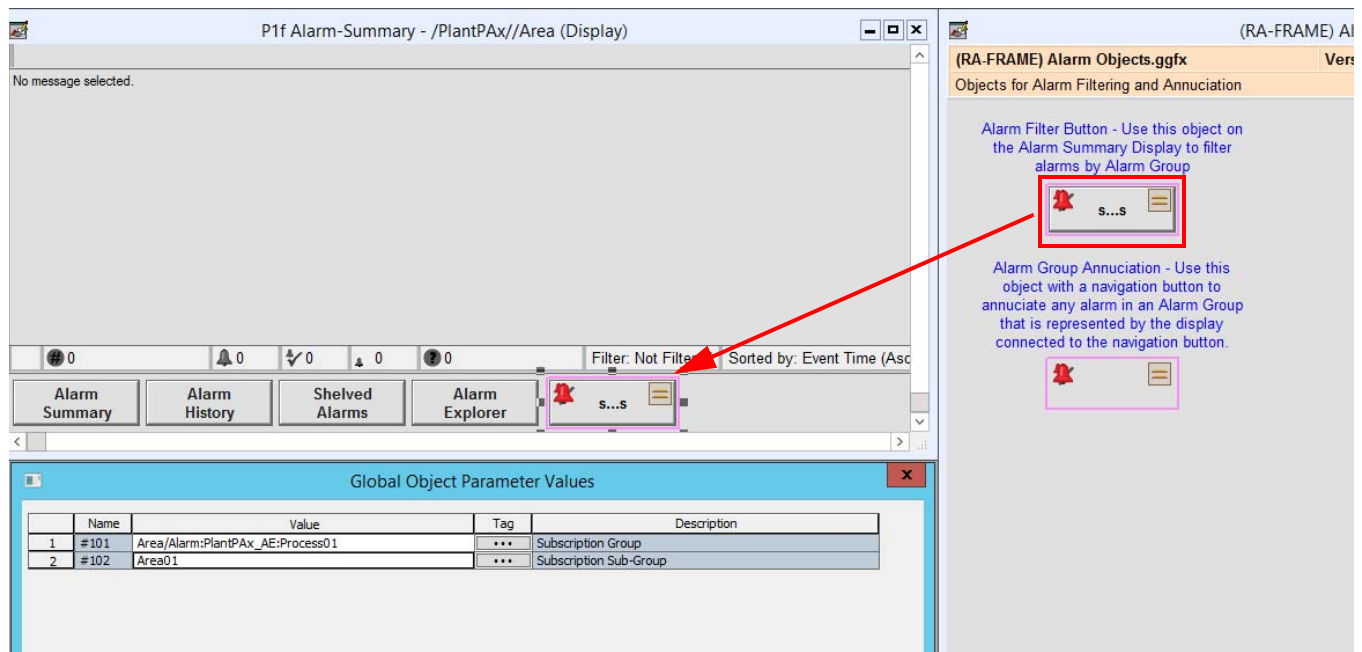 P1f Alarm-Summary - /PlantPAx//Area (Display)
No message selected.
0
0
0
0
0
Filter: Not Filter
Sorted by: Event Time (Asc
Alarm
Summary
Alarm
History
Shelved
Alarms
Alarm
Explorer
s...s
(RA-FRAME) Al
(RA-FRAME) Alarm Objects.ggfx Vers
Objects for Alarm Filtering and Annuciation
Alarm Filter Button - Use this object on
the Alarm Summary Display to filter
alarms by Alarm Group
s...s
Alarm Group Annuciation - Use this
object with a navigation button to
annuciate any alarm in an Alarm Group
that is represented by the display
connected to the navigation button.
Global Object Parameter Values
Name Value Tag Description
1 #101 Area/Alarm:PlantPAx_AE:Process01 ... Subscription Group
2 #102 Area01 ... Subscription Sub-Group